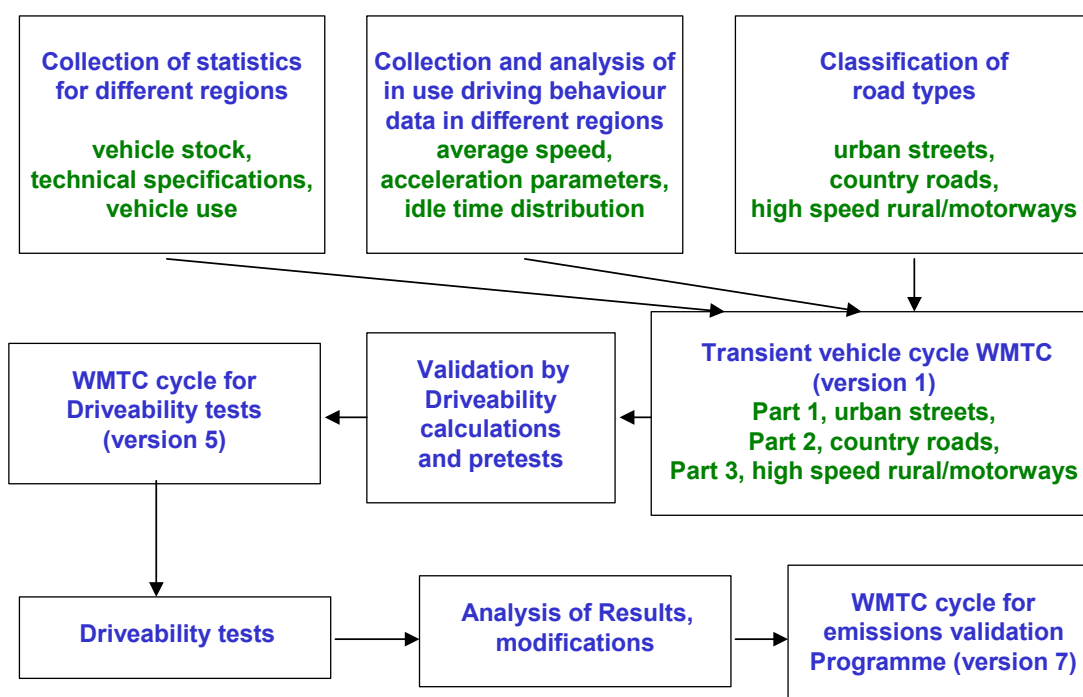 Collection of statistics
for different regions
vehicle stock,
technical specifications,
vehicle use
Collection and analysis of
in use driving behaviour
data in different regions
average speed,
acceleration parameters,
idle time distribution
Classification of
road types
urban streets,
country roads,
high speed rural/motorways
Transient vehicle cycle WMTC
(version 1)
Part 1, urban streets,
Part 2, country roads,
Part 3, high speed rural/motorways
Validation by
Driveability
calculations
and pretests
WMTC cycle for
Driveability tests
(version 5)
Driveability tests
Analysis of Results,
modifications
WMTC cycle for
emissions validation
Programme (version 7)